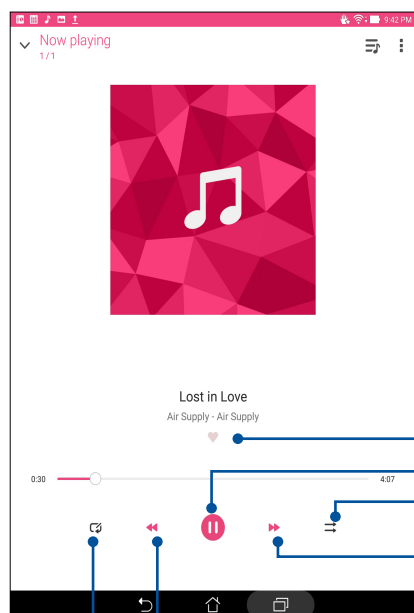 9:42 PM
Now playing
1 / 1
Lost in Love
Air Supply - Air Supply
0:30
4:07